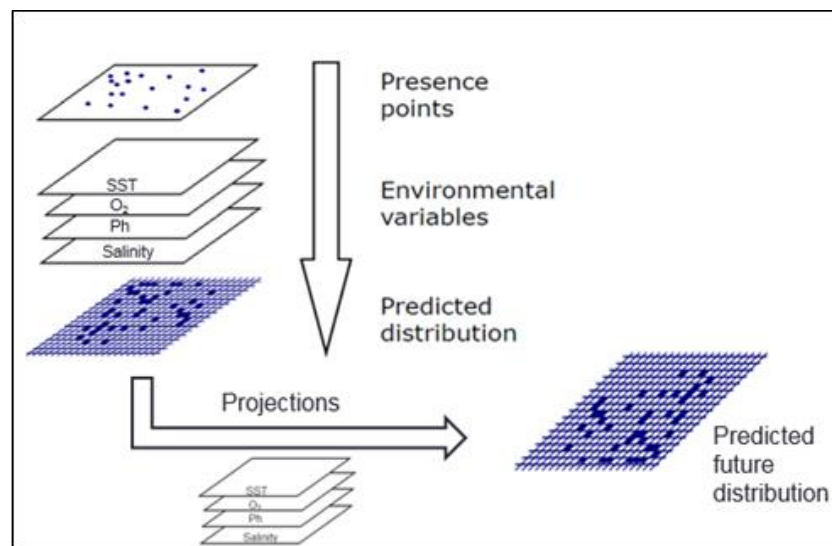 Presence
points
SST
O₂
Ph
Salinity
Environmental
variables
Predicted
distribution
Projections
SST
O₂
Ph
Salinity
Predicted
future
distribution